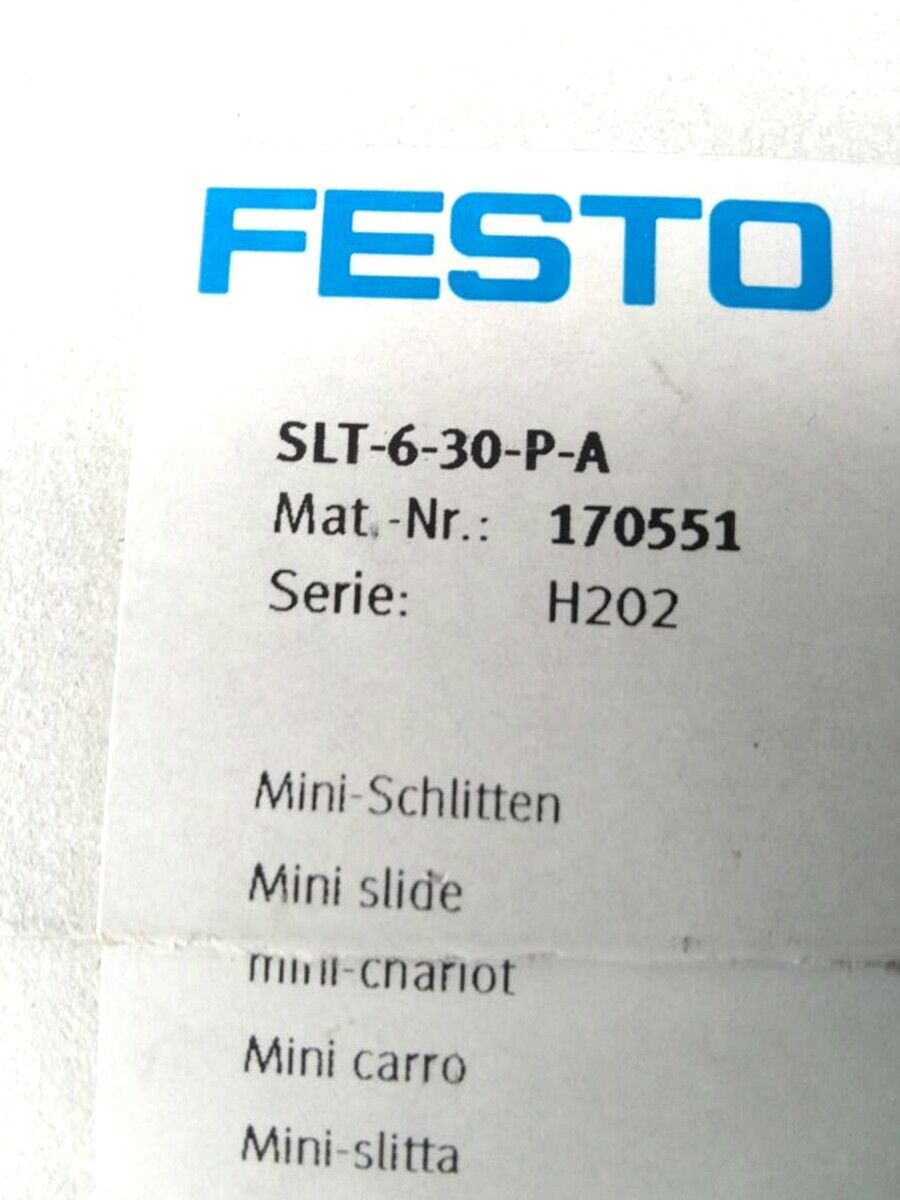 FESTO
SLT-6-30-P-A
Mat.-Nr.: 170551
Serie: H202
Mini-Schlitten
Mini slide
mini-chariot
Mini carro
Mini-slitta